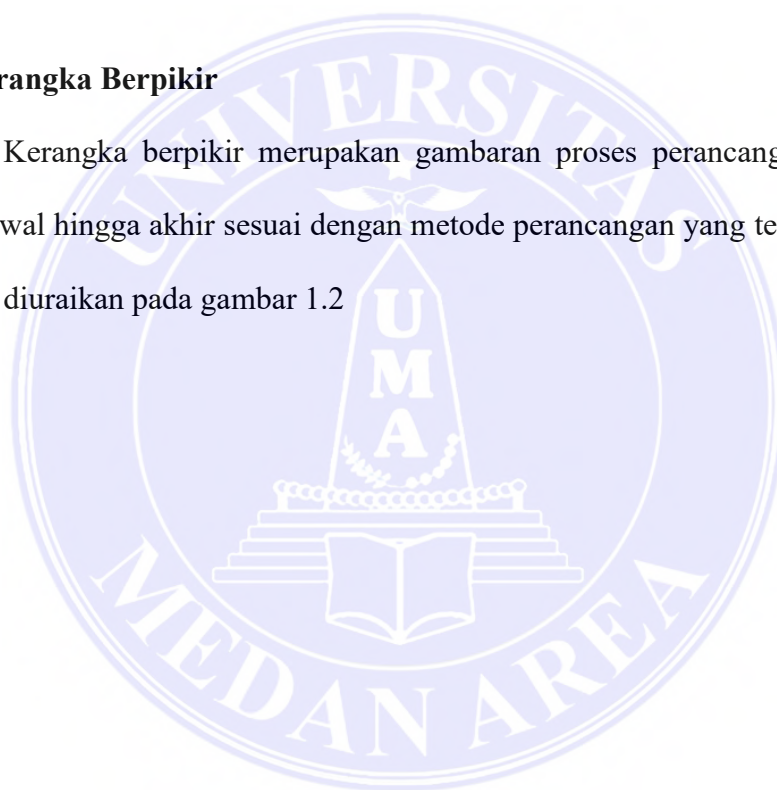 rangka Berpikir
Kerangka berpikir merupakan gambaran proses perancang
wal hingga akhir sesuai dengan metode perancangan yang te
diuraikan pada gambar 1.2
UNIVERSITAS
UMA
MEDAN AREA